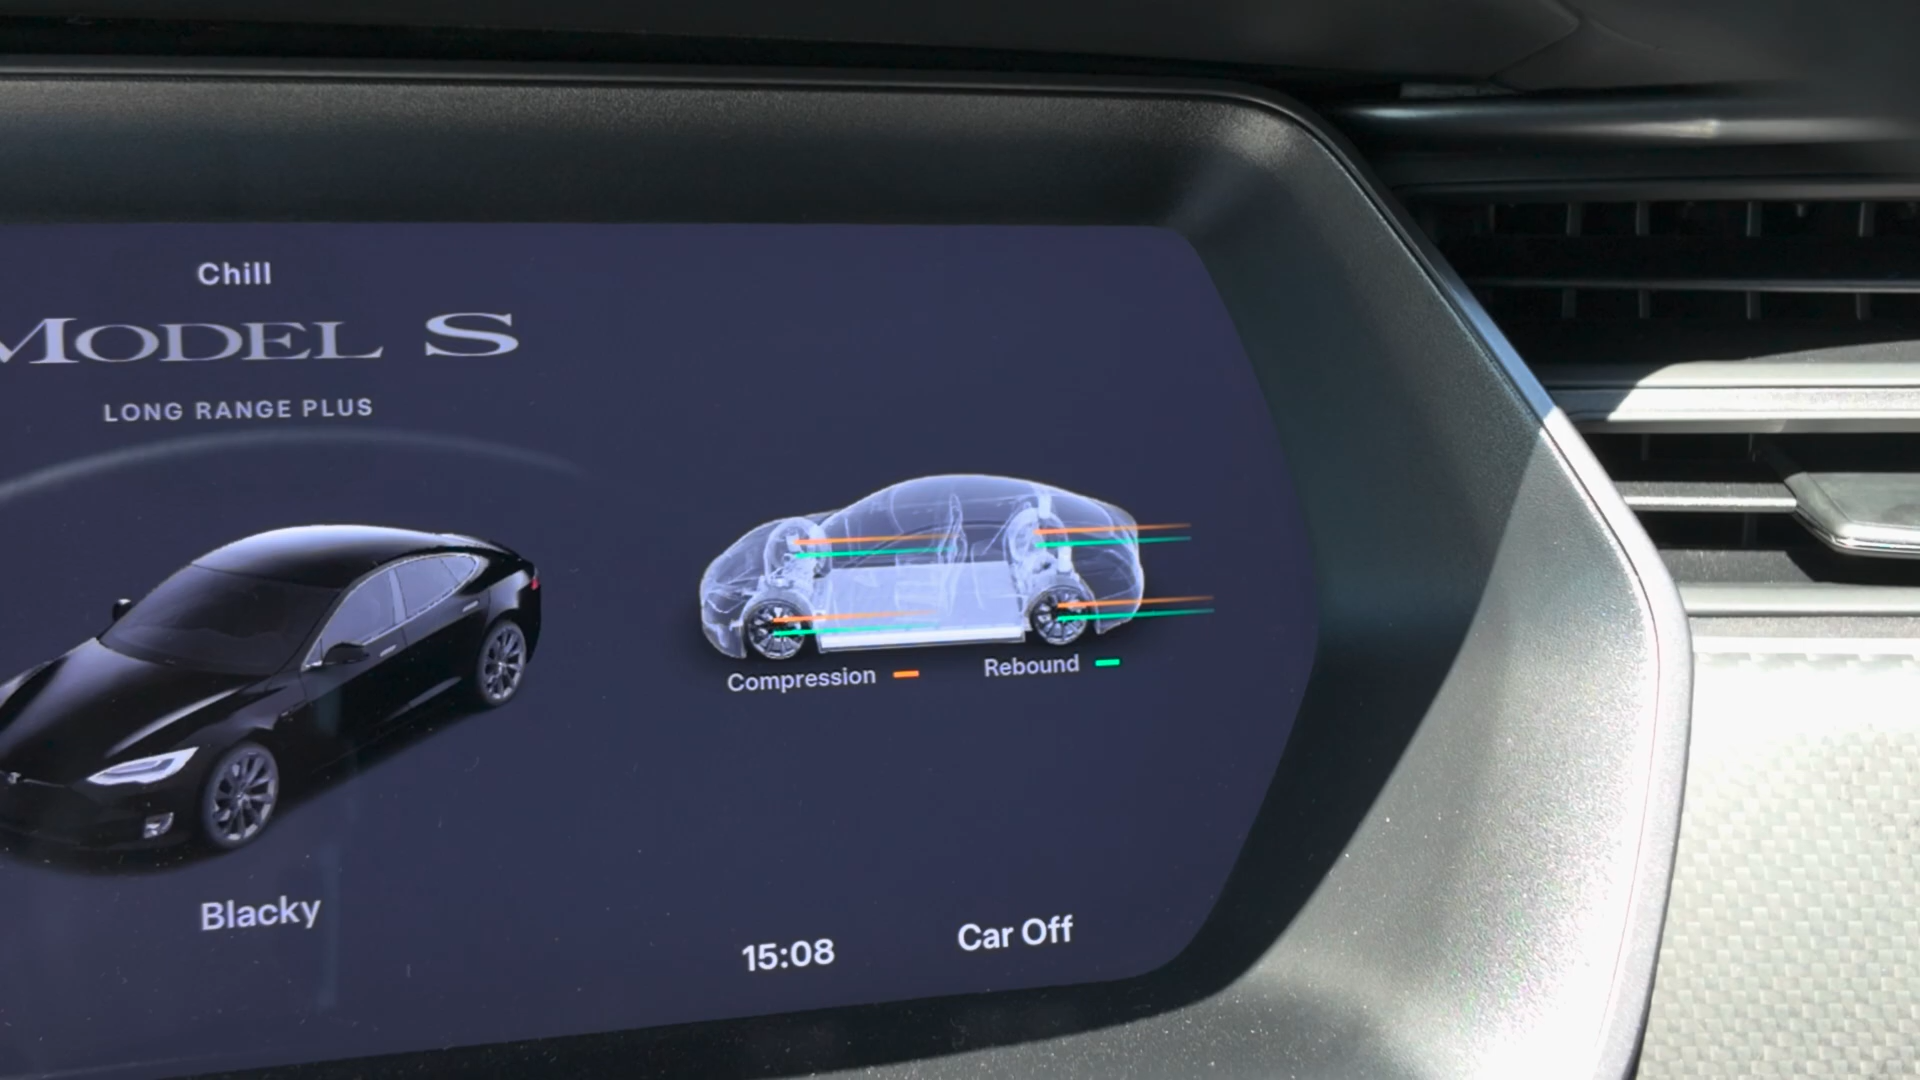 Chill
MODEL S
LONG RANGE PLUS
Compression
Rebound
Blacky
15:08
Car Off